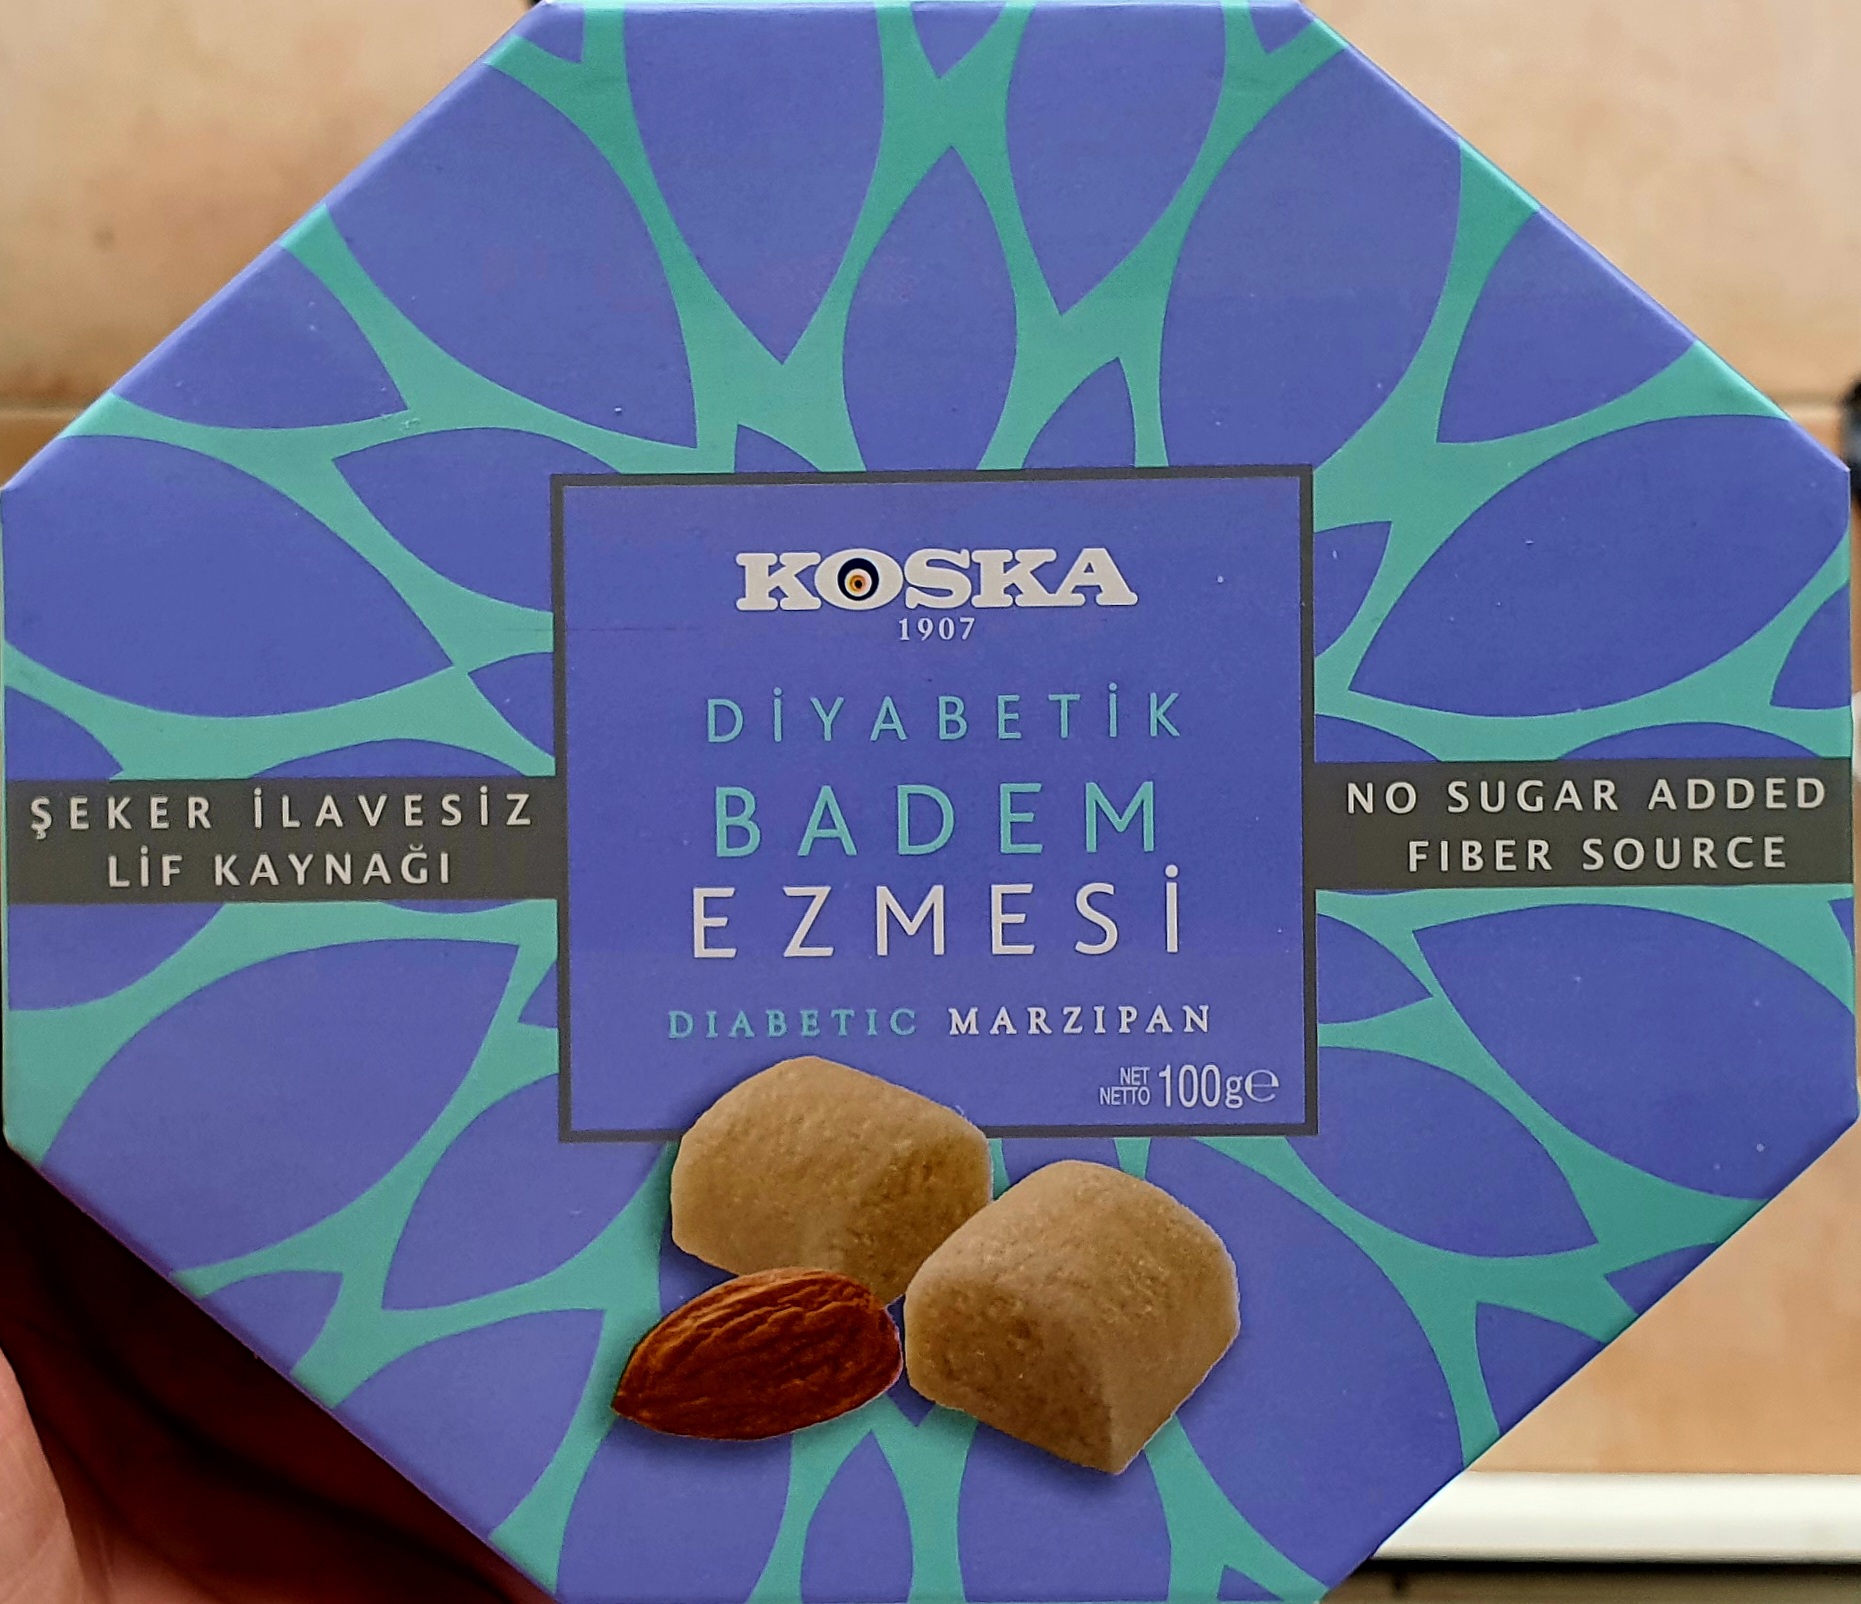 KOSKA
1907
DİYABETİK
BADEM
EZMESİ
DIABETIC MARZIPAN
NET
NETTO 100g℮
ŞEKER İLAVESİZ
LİF KAYNAĞI
NO SUGAR ADDED
FIBER SOURCE